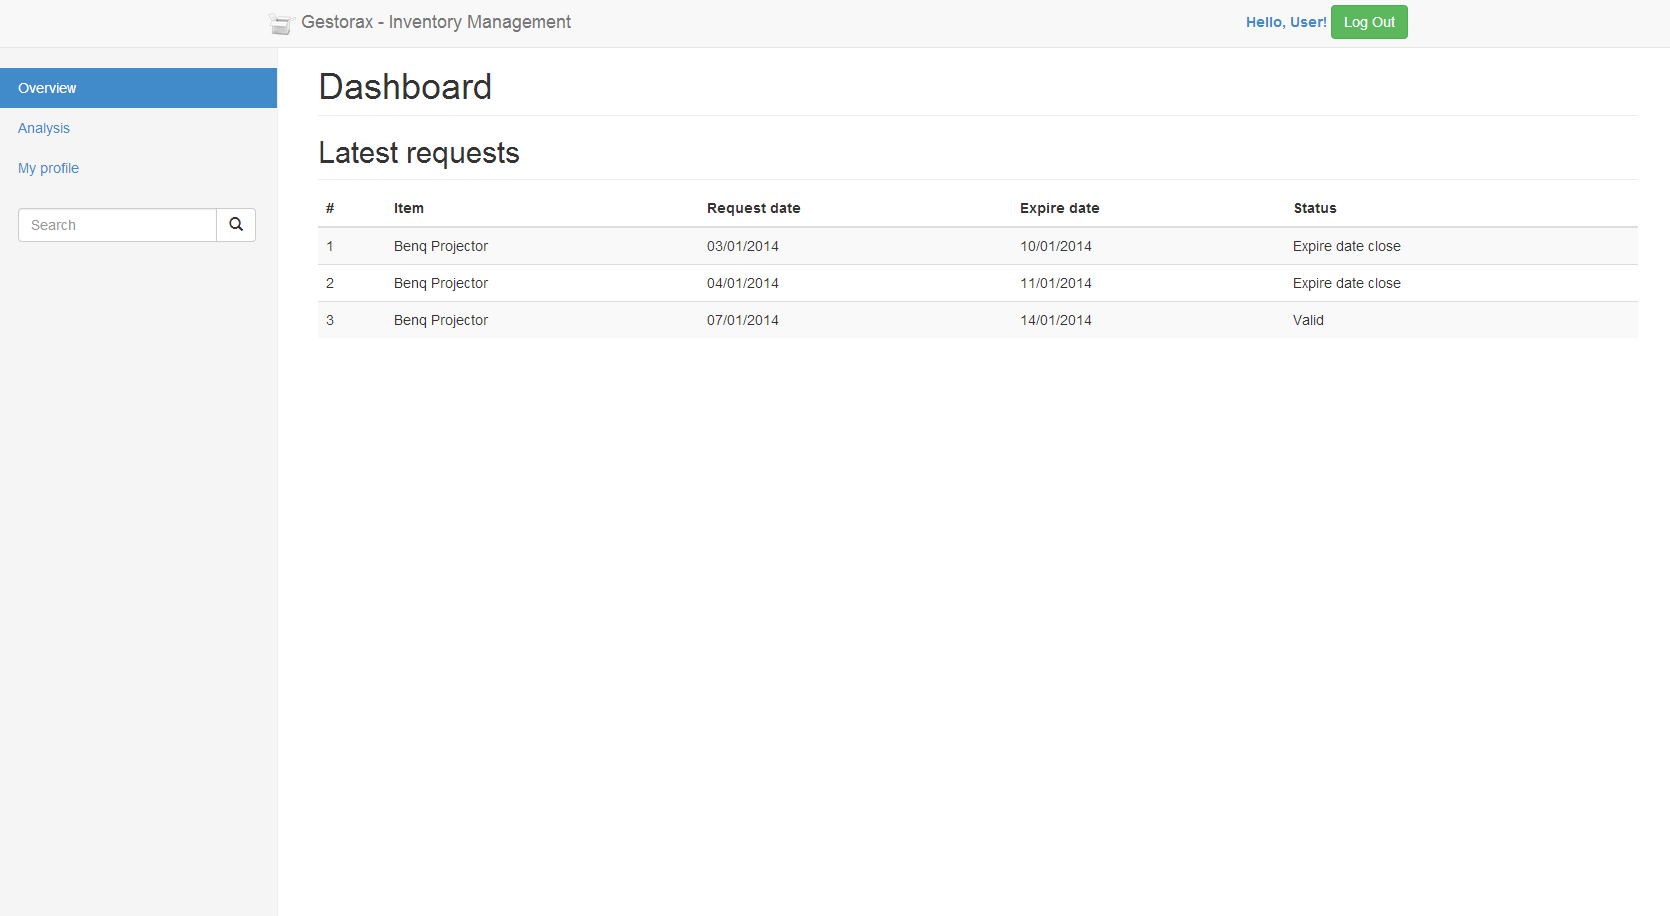 Gestorax - Inventory Management
Hello, User! Log Out
Overview
Analysis
My profile
Search
Dashboard
Latest requests
# Item Request date Expire date Status
1 Benq Projector 03/01/2014 10/01/2014 Expire date close
2 Benq Projector 04/01/2014 11/01/2014 Expire date close
3 Benq Projector 07/01/2014 14/01/2014 Valid